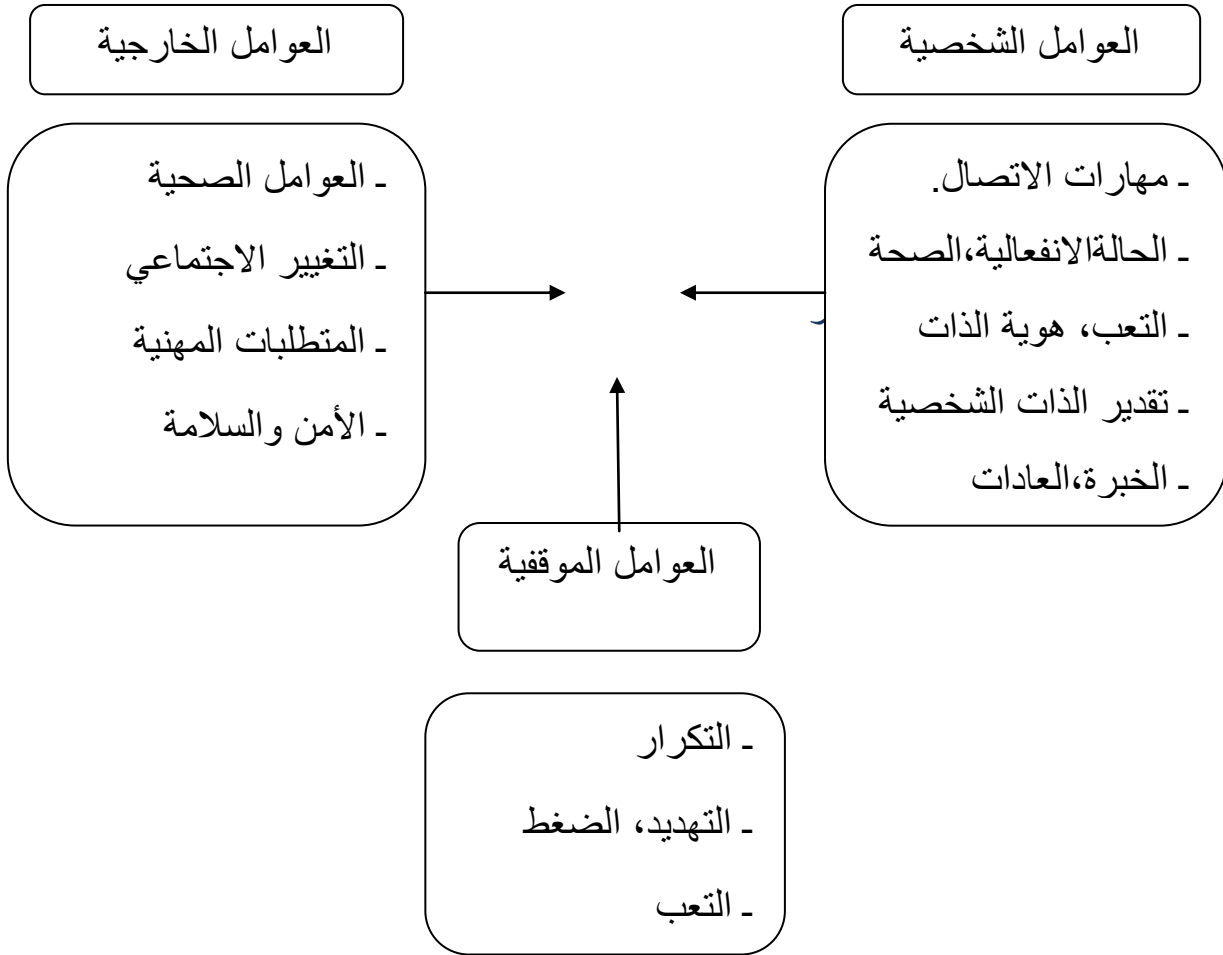 العوامل الشخصية
ـ مهارات الاتصال.
ـ الحالةالانفعالية،الصحة
ـ التعب، هوية الذات
ـ تقدير الذات الشخصية
ـ الخبرة،العادات
العوامل الخارجية
ـ العوامل الصحية
ـ التغيير الاجتماعي
ـ المتطلبات المهنية
ـ الأمن والسلامة
العوامل الموقفية
ـ التكرار
ـ التهديد، الضغط
ـ التعب